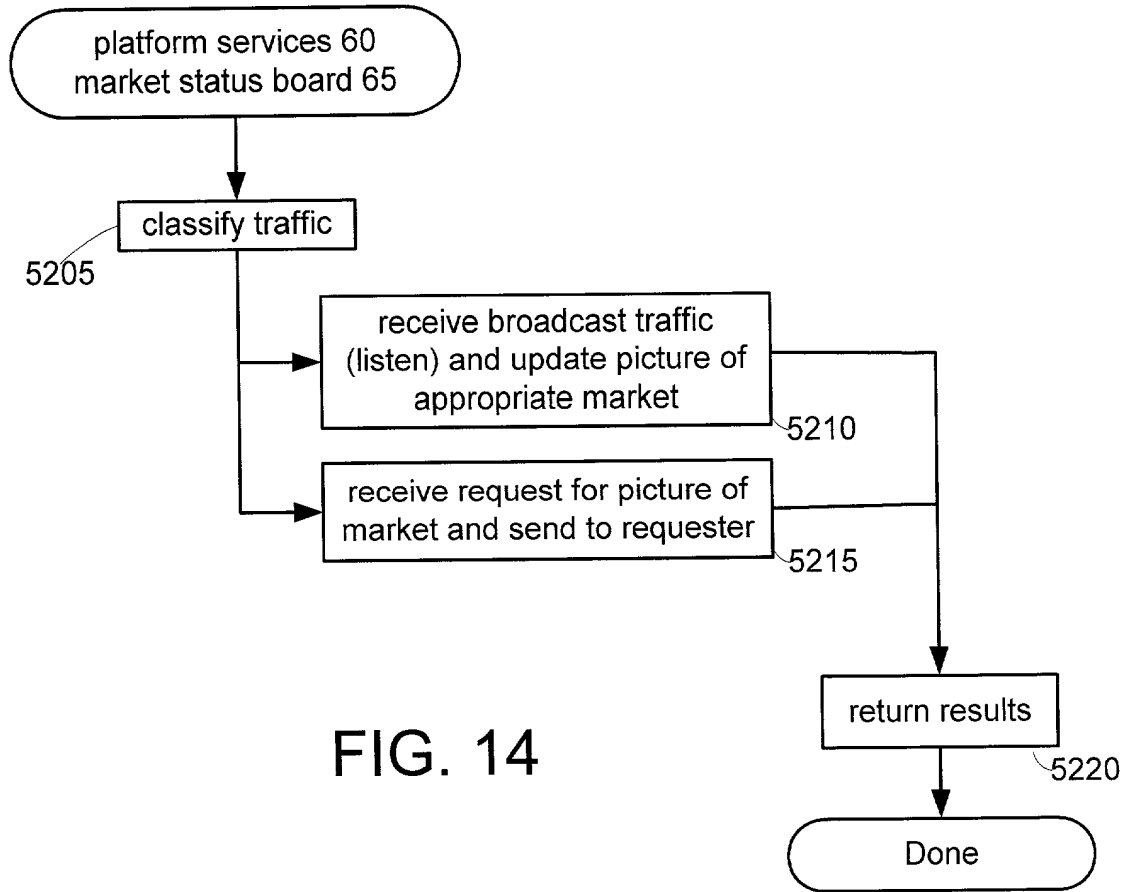 platform services 60
market status board 65
classify traffic
5205
receive broadcast traffic
(listen) and update picture of
appropriate market
5210
receive request for picture of
market and send to requester
5215
return results
5220
FIG. 14
Done